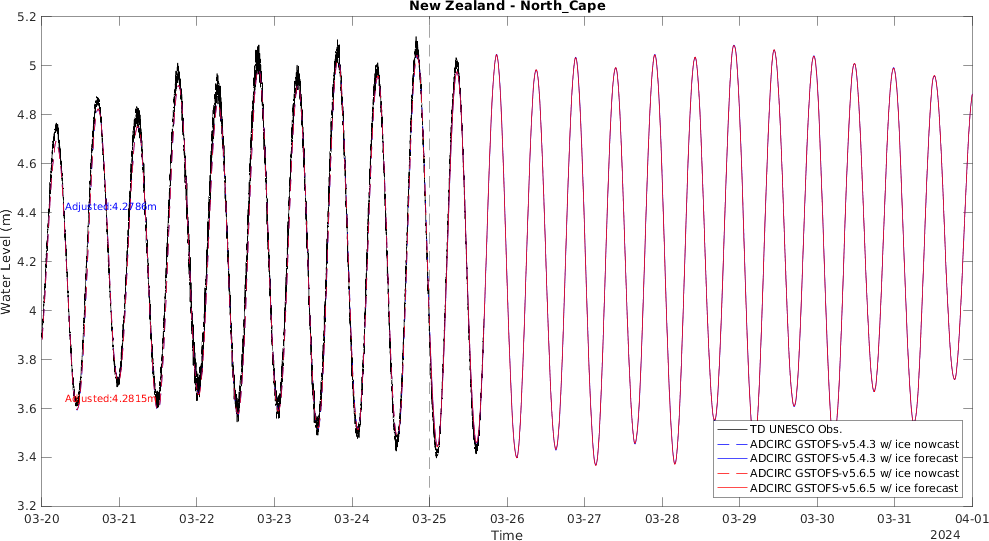 New Zealand - North_Cape
5.2
5
4.8
4.6
4.4
4.2
4
3.8
3.6
3.4
3.2
Water Level (m)
Adjusted:4.2786m
Adjusted:4.2815m
TD UNESCO Obs.
ADCIRC GSTOFS-v5.4.3 w/ ice nowcast
ADCIRC GSTOFS-v5.4.3 w/ ice forecast
ADCIRC GSTOFS-v5.6.5 w/ ice nowcast
ADCIRC GSTOFS-v5.6.5 w/ ice forecast
03-20 03-21 03-22 03-23 03-24 03-25 03-26 03-27 03-28 03-29 03-30 03-31 04-01
Time
2024